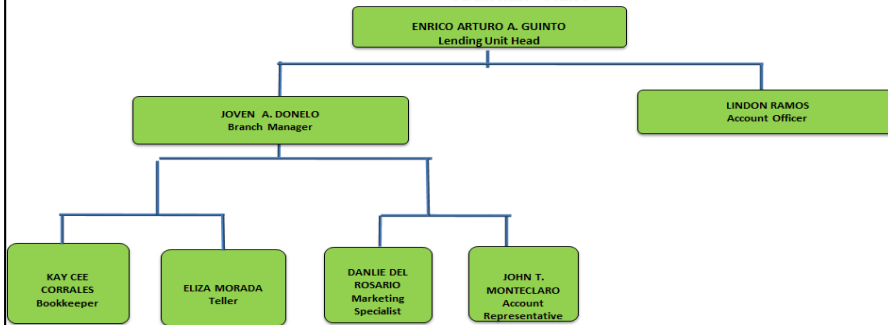 ENRICO ARTURO A. GUINTO
Lending Unit Head
JOVEN A. DONELO
Branch Manager
LINDON RAMOS
Account Officer
KAY CEE
CORRALES
Bookkeeper
ELIZA MORADA
Teller
DANLIE DEL
ROSARIO
Marketing
Specialist
JOHN T.
MONTECLARO
Account
Representative